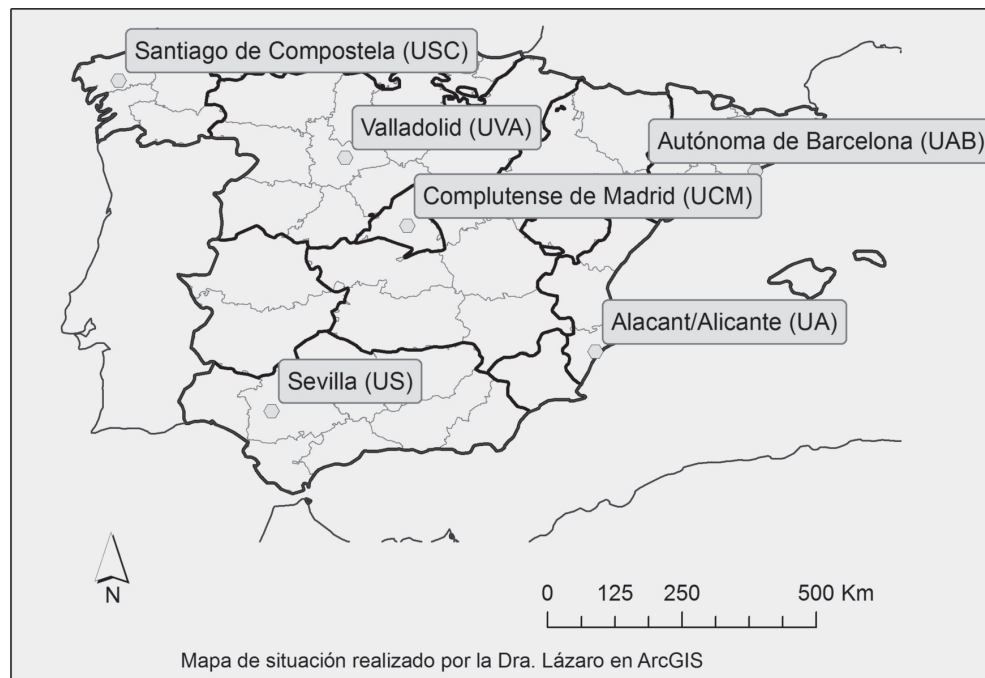 Santiago de Compostela (USC)
Valladolid (UVA)
Autónoma de Barcelona (UAB)
Complutense de Madrid (UCM)
Alacant/Alicante (UA)
Sevilla (US)
N
0 125 250 500 Km
Mapa de situación realizado por la Dra. Lázaro en ArcGIS